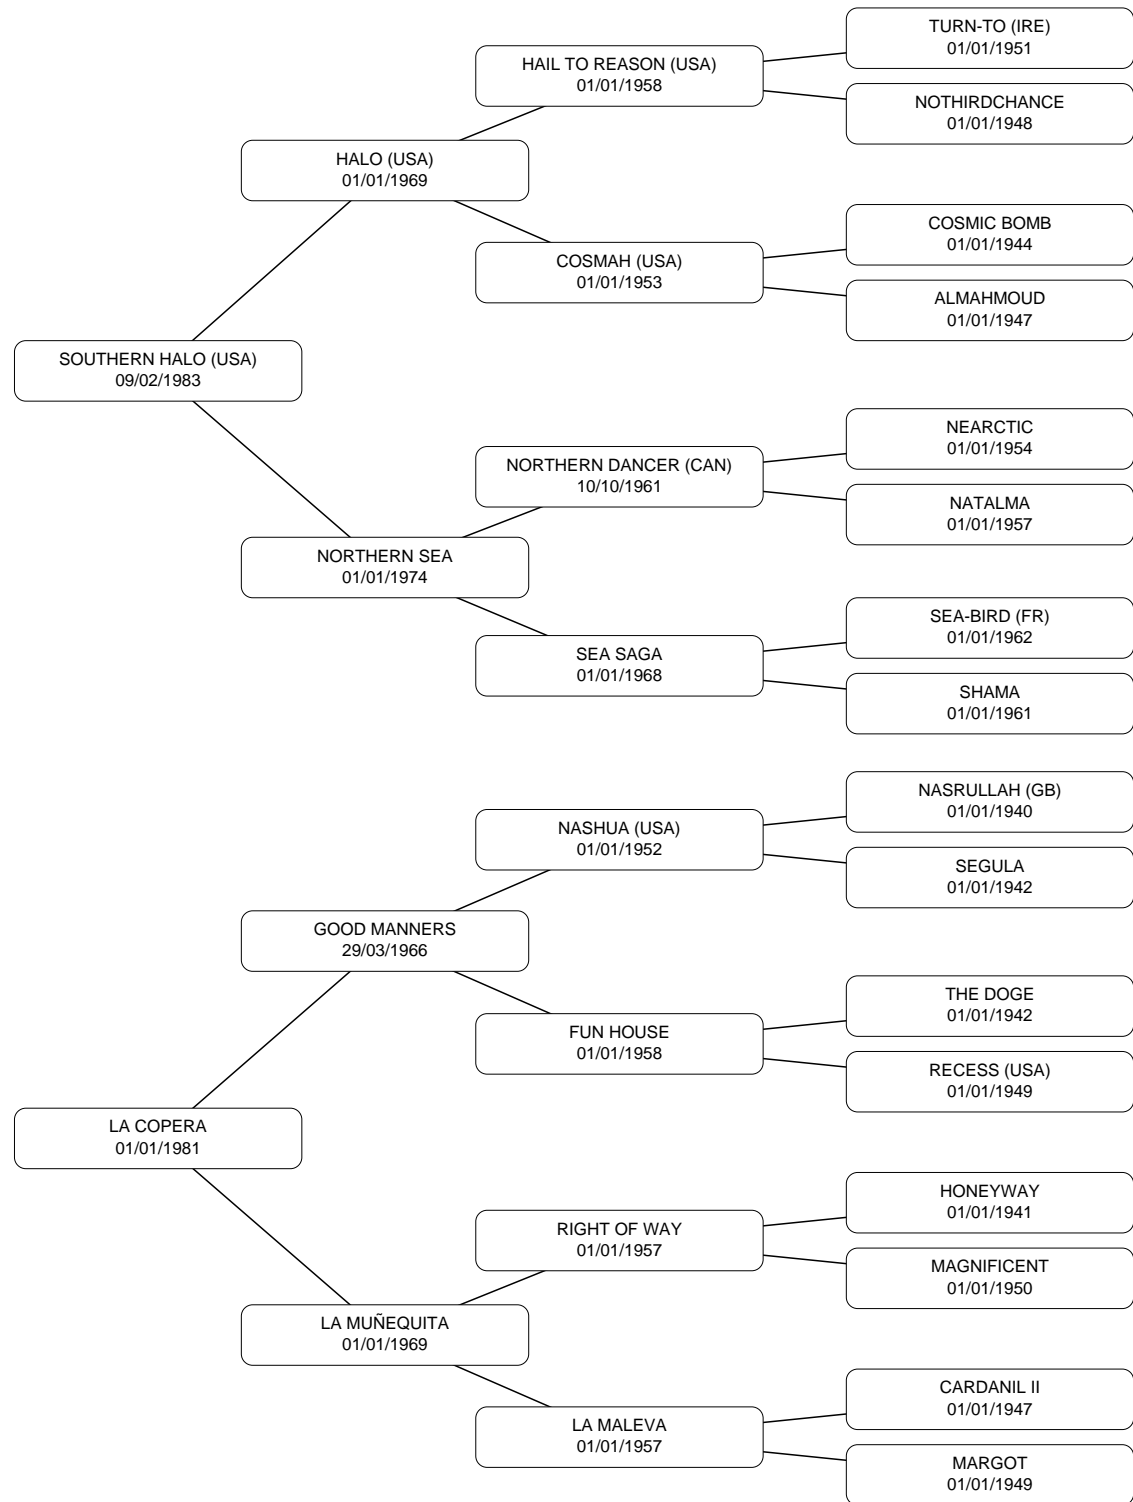 TURN-TO (IRE)
01/01/1951
HAIL TO REASON (USA)
01/01/1958
NOTHIRDCHANCE
01/01/1948
HALO (USA)
01/01/1969
COSMIC BOMB
01/01/1944
COSMAH (USA)
01/01/1953
ALMAHMOUD
01/01/1947
SOUTHERN HALO (USA)
09/02/1983
NEARCTIC
01/01/1954
NORTHERN DANCER (CAN)
10/10/1961
NATALMA
01/01/1957
NORTHERN SEA
01/01/1974
SEA-BIRD (FR)
01/01/1962
SEA SAGA
01/01/1968
SHAMA
01/01/1961
NASRULLAH (GB)
01/01/1940
NASHUA (USA)
01/01/1952
SEGULA
01/01/1942
GOOD MANNERS
29/03/1966
THE DOGE
01/01/1942
FUN HOUSE
01/01/1958
RECESS (USA)
01/01/1949
LA COPERA
01/01/1981
HONEYWAY
01/01/1941
RIGHT OF WAY
01/01/1957
MAGNIFICENT
01/01/1950
LA MUÑEQUITA
01/01/1969
CARDANIL II
01/01/1947
LA MALEVA
01/01/1957
MARGOT
01/01/1949